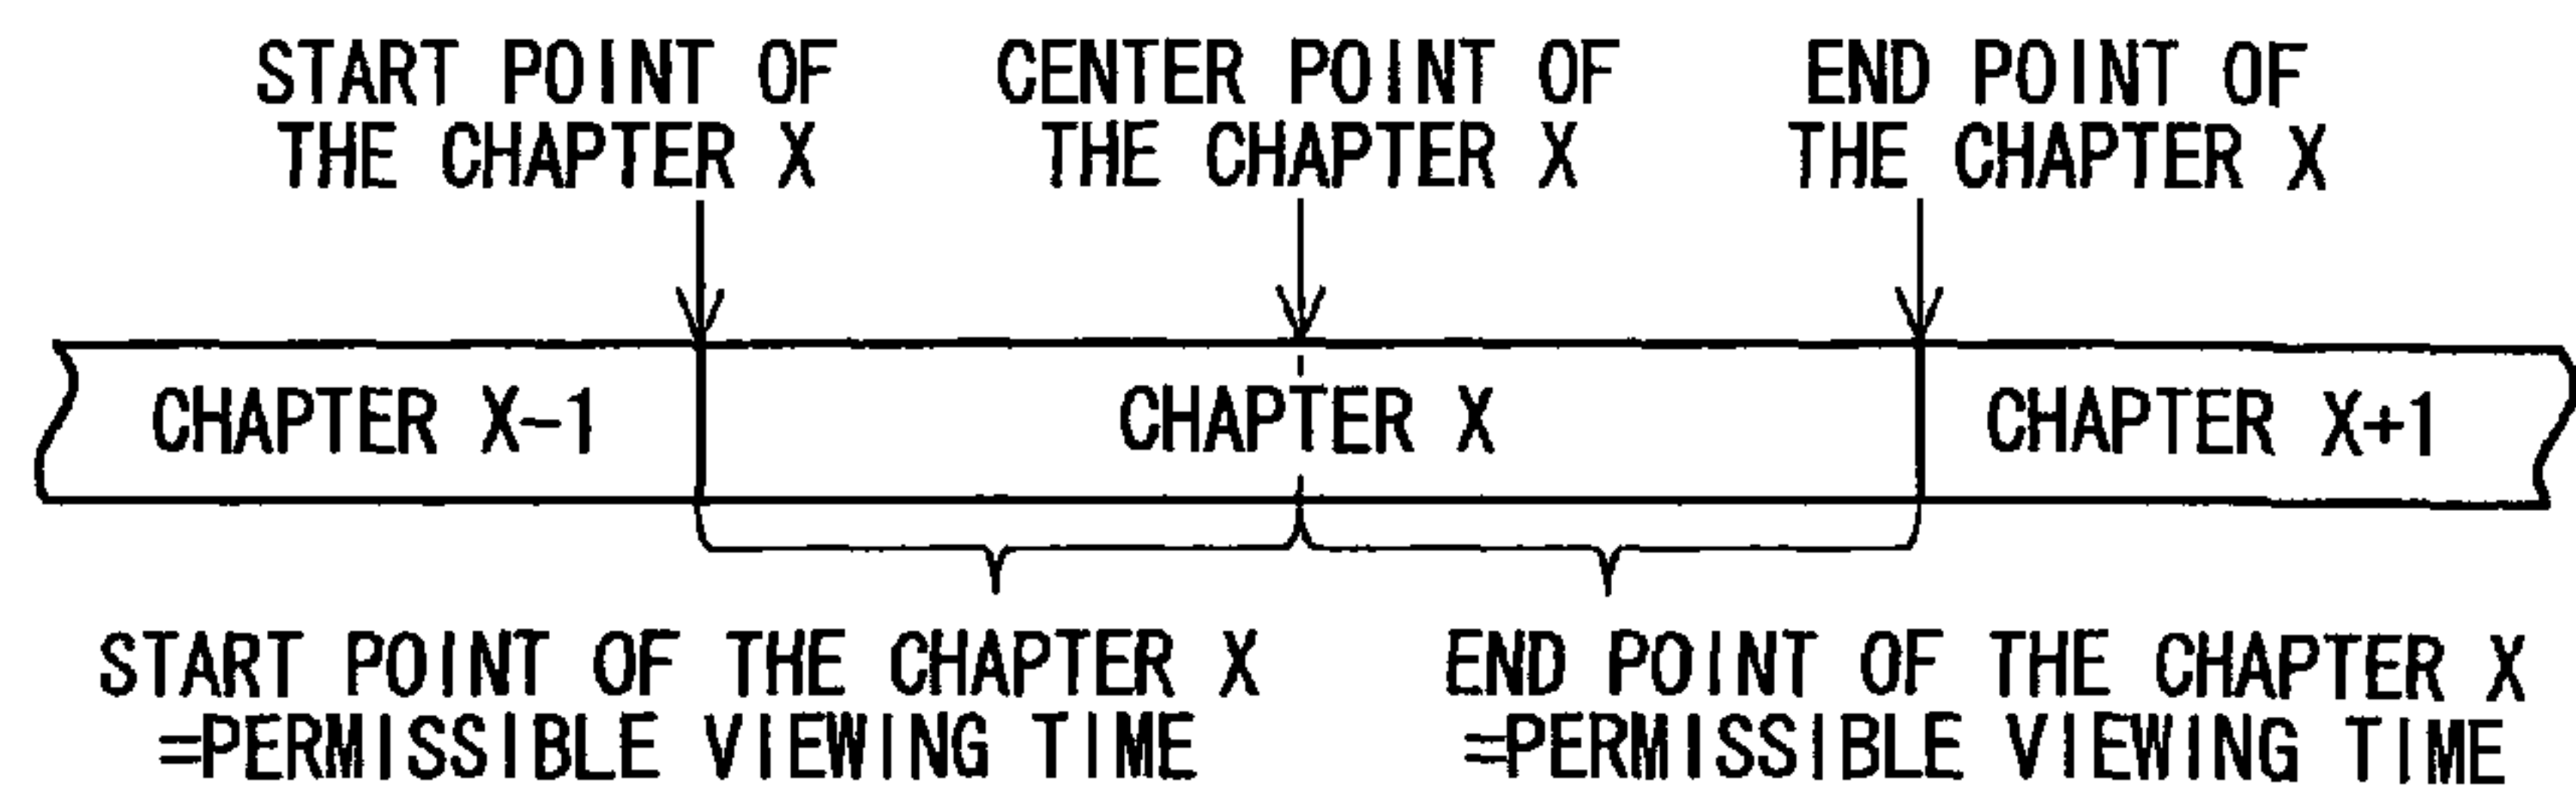 START POINT OF
THE CHAPTER X
CENTER POINT OF
THE CHAPTER X
END POINT OF
THE CHAPTER X
CHAPTER X-1
CHAPTER X
CHAPTER X+1
START POINT OF THE CHAPTER X
=PERMISSIBLE VIEWING TIME
END POINT OF THE CHAPTER X
=PERMISSIBLE VIEWING TIME